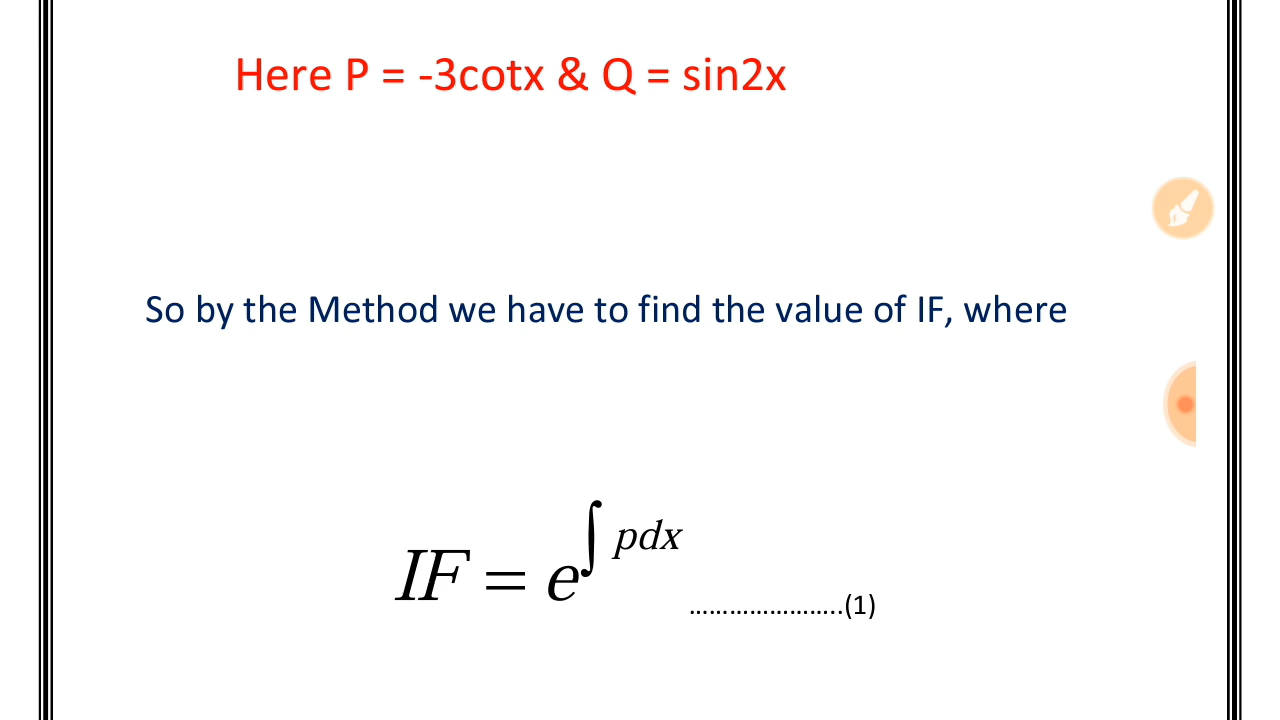 Here P = -3cotx & Q = sin2x
So by the Method we have to find the value of IF, where
IF = e^∫ pdx …………………..(1)